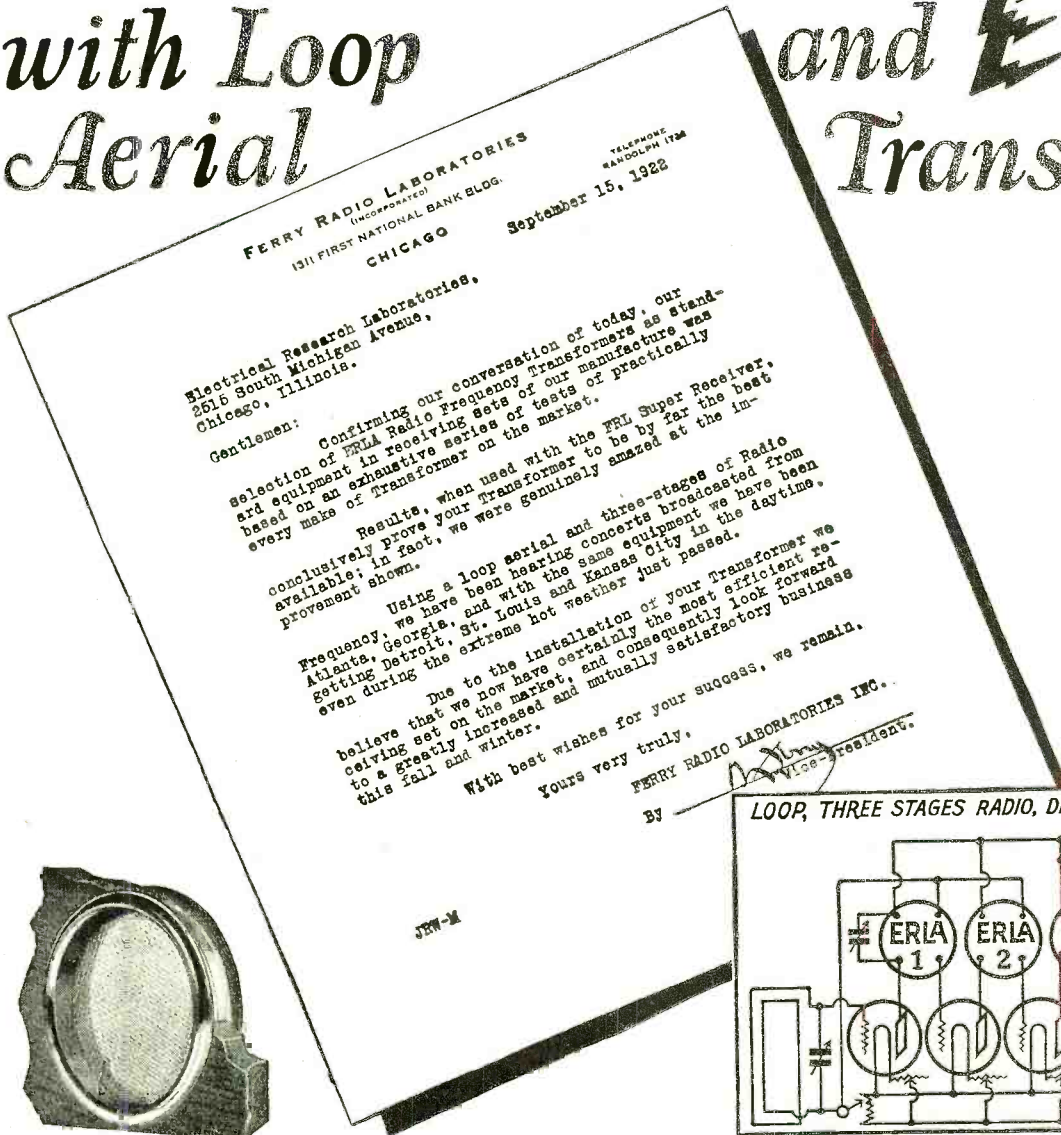 with Loop
Aerial
and E
Trans
FERRY RADIO LABORATORIES
(INCORPORATED)
1311 FIRST NATIONAL BANK BLDG.
CHICAGO
TELEPHONE
RANDOLPH 1734
September 15, 1922
Electrical Research Laboratories,
2515 South Michigan Avenue,
Chicago, Illinois.
Gentlemen:
Confirming our conversation of today, our
selection of ERLA Radio Frequency Transformers as stand-
ard equipment in receiving sets of our manufacture was
based on an exhaustive series of tests of practically
every make of Transformer on the market.
Results, when used with the FRL Super Receiver,
conclusively prove your Transformer to be by far the best
available; in fact, we were genuinely amazed at the im-
provement shown.
Using a loop aerial and three-stages of Radio
Frequency, we have been hearing concerts broadcasted from
Atlanta, Georgia, and with the same equipment we have been
getting Detroit, St. Louis and Kansas City in the daytime,
even during the extreme hot weather just passed.
Due to the installation of your Transformer we
believe that we now have certainly the most efficient re-
ceiving set on the market, and consequently look forward
to a greatly increased and mutually satisfactory business
this fall and winter.
With best wishes for your success, we remain,
Yours very truly,
FERRY RADIO LABORATORIES INC.
By
Vice-President.
JRW-M
LOOP, THREE STAGES RADIO, D
ERLA
1
ERLA
2